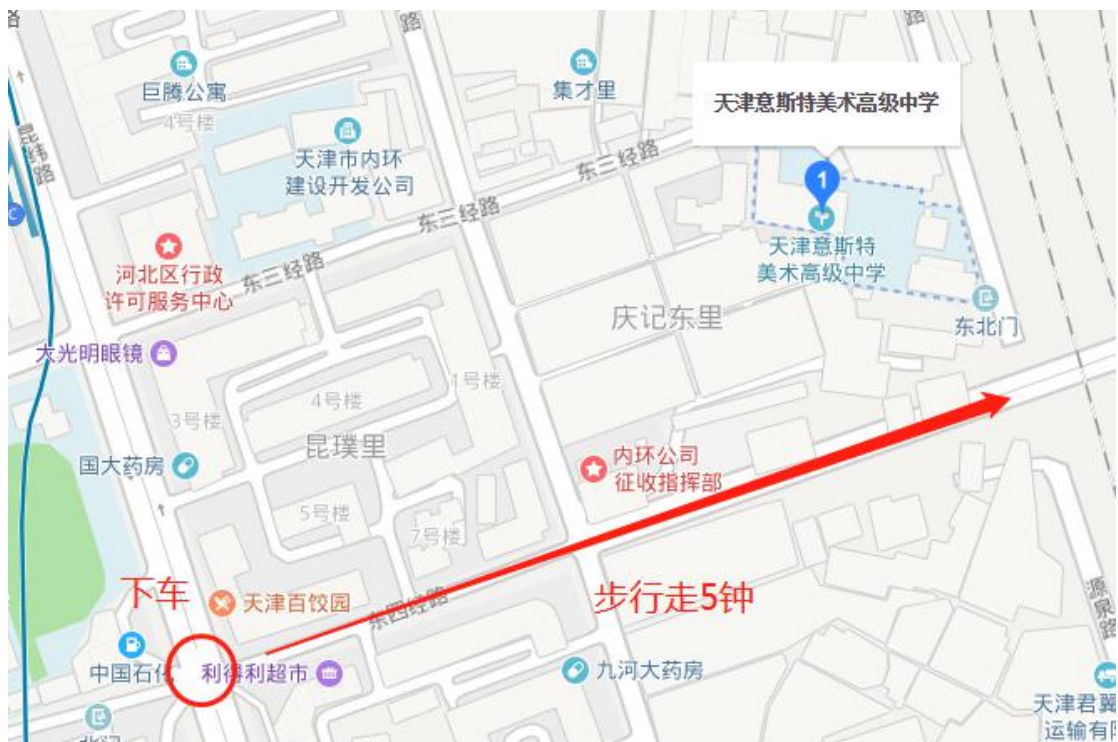 路
路
路
巨腾公寓
4号楼
集才里
天津意斯特美术高级中学
昆纬路
天津市内环
建设开发公司
东三经路
1
东三经路
天津意斯特
美术高级中学
河北区行政
许可服务中心
东三经路
庆记东里
东北门
大光明眼镜
1号楼
4号楼
3号楼
昆璞里
国大药房
内环公司
征收指挥部
5号楼
7号楼
下车
天津百饺园
东四经路
步行走5钟
源泉路
中国石化
利得利超市
九河大药房
天津君翼
运输有